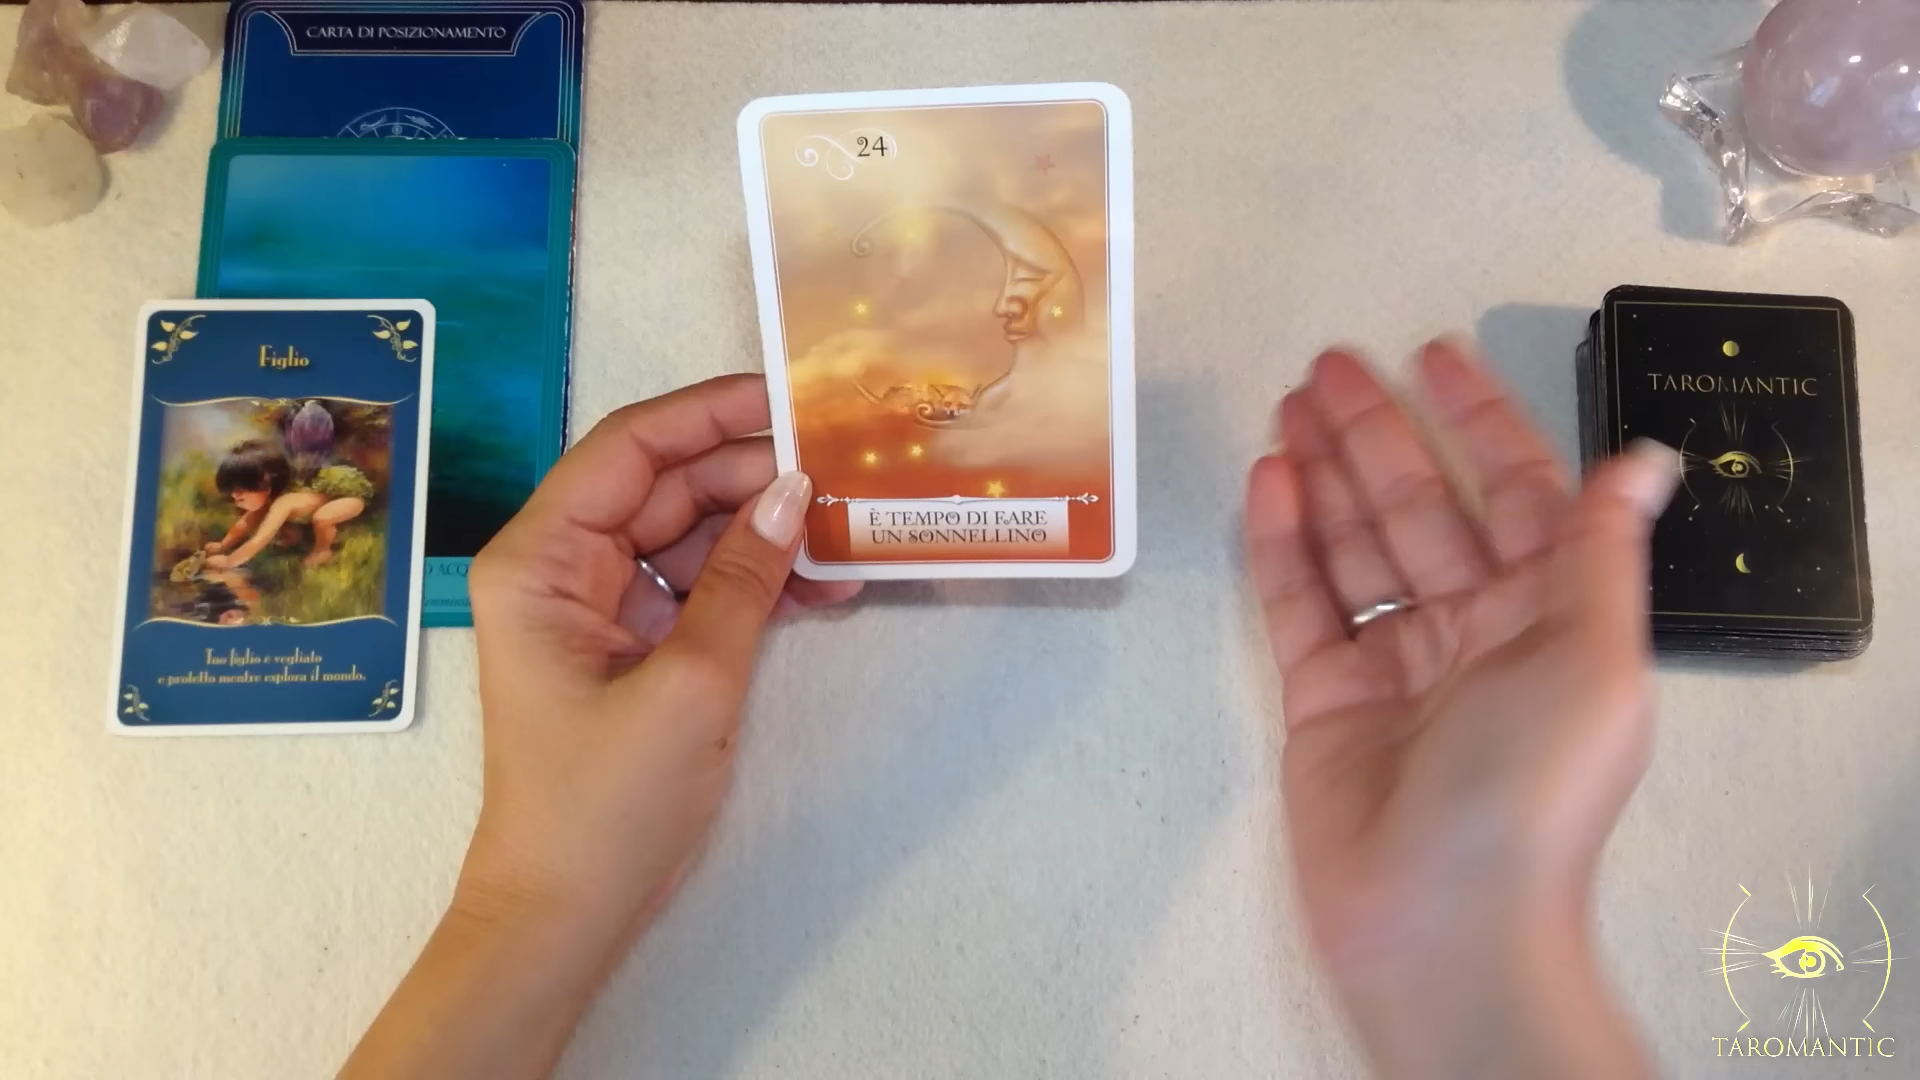 CARTA DI POSIZIONAMENTO
24
Figlio
È TEMPO DI FARE
UN SONNELLINO
TAROMANTIC
Tuo figlio è vegliato
e protetto mentre esplora il mondo.
TAROMANTIC